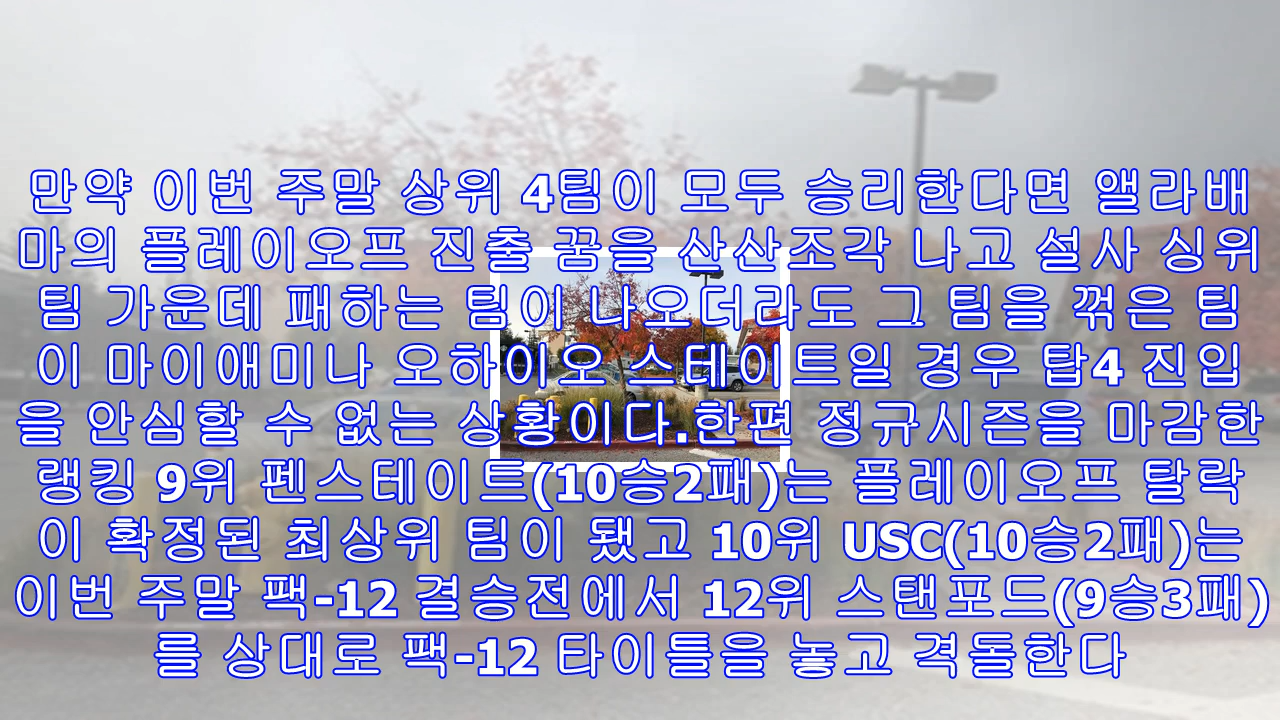 만약 이번 주말 상위 4팀이 모두 승리한다면 앨라배
마의 플레이오프 진출 꿈을 산산조각 나고 설사 싱위
팀 가운데 패하는 팀이 나오더라도 그 팀을 꺾은 팀
이 마이애미나 오하이오 스테이트일 경우 탑4 진입
을 안심할 수 없는 상황이다.한편 정규시즌을 마감한
랭킹 9위 펜스테이트(10승2패)는 플레이오프 탈락
이 확정된 최상위 팀이 됐고 10위 USC(10승2패)는
이번 주말 팩-12 결승전에서 12위 스탠포드(9승3패)
를 상대로 팩-12 타이틀을 놓고 격돌한다